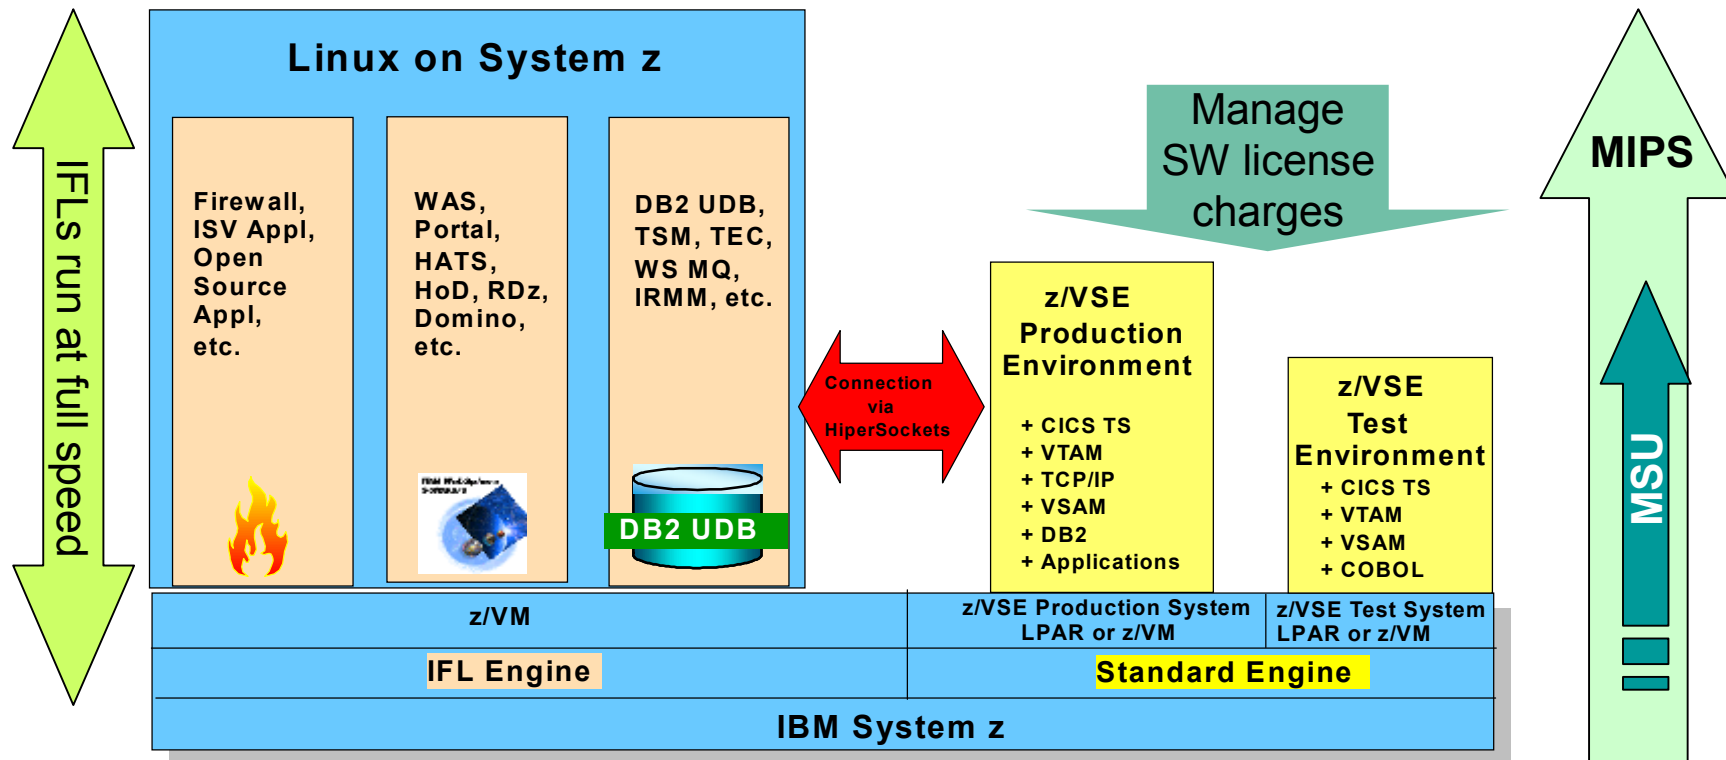 Linux on System z
IFLs run at full speed
Firewall,
ISV Appl,
Open
Source
Appl,
etc.
WAS,
Portal,
HATS,
HoD, RDz,
Domino,
etc.
DB2 UDB,
TSM, TEC,
WS MQ,
IRMM, etc.
DB2 UDB
Connection
via
HiperSockets
Manage
SW license
charges
z/VSE
Production
Environment
+ CICS TS
+ VTAM
+ TCP/IP
+ VSAM
+ DB2
+ Applications
z/VSE
Test
Environment
+ CICS TS
+ VTAM
+ VSAM
+ COBOL
MIPS
MSU
z/VM
z/VSE Production System
LPAR or z/VM
z/VSE Test System
LPAR or z/VM
IFL Engine
Standard Engine
IBM System z